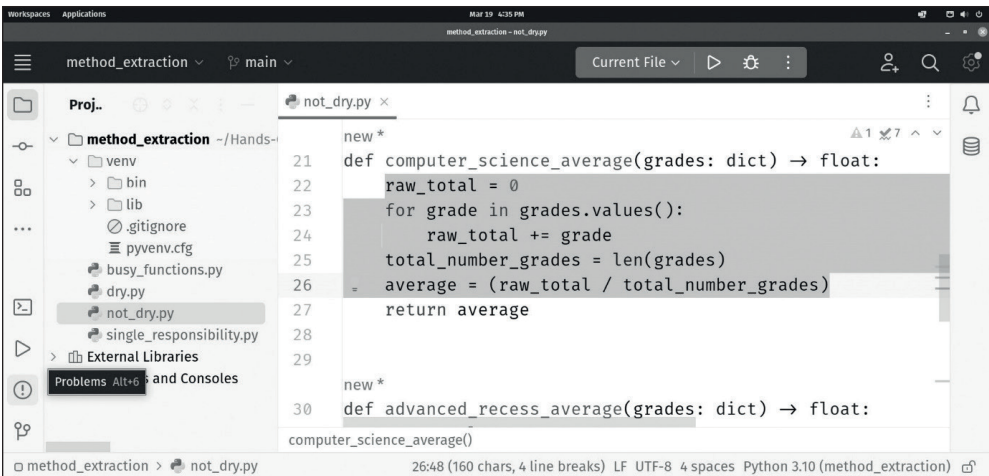 Workspaces Applications Mar 19 4:35 PM
method_extraction – not_dry.py
method_extraction main Current File
Proj.. not_dry.py
method_extraction ~/Hands-
venv
bin
lib
.gitignore
pyvenv.cfg
busy_functions.py
dry.py
not_dry.py
single_responsibility.py
External Libraries
s and Consoles
Problems Alt+6
new * 1 7
21 def computer_science_average(grades: dict) → float:
22 raw_total = 0
23 for grade in grades.values():
24 raw_total += grade
25 total_number_grades = len(grades)
26 average = (raw_total / total_number_grades)
27 return average
28
29
new *
30 def advanced_recess_average(grades: dict) → float:
computer_science_average()
method_extraction > not_dry.py 26:48 (160 chars, 4 line breaks) LF UTF-8 4 spaces Python 3.10 (method_extraction)